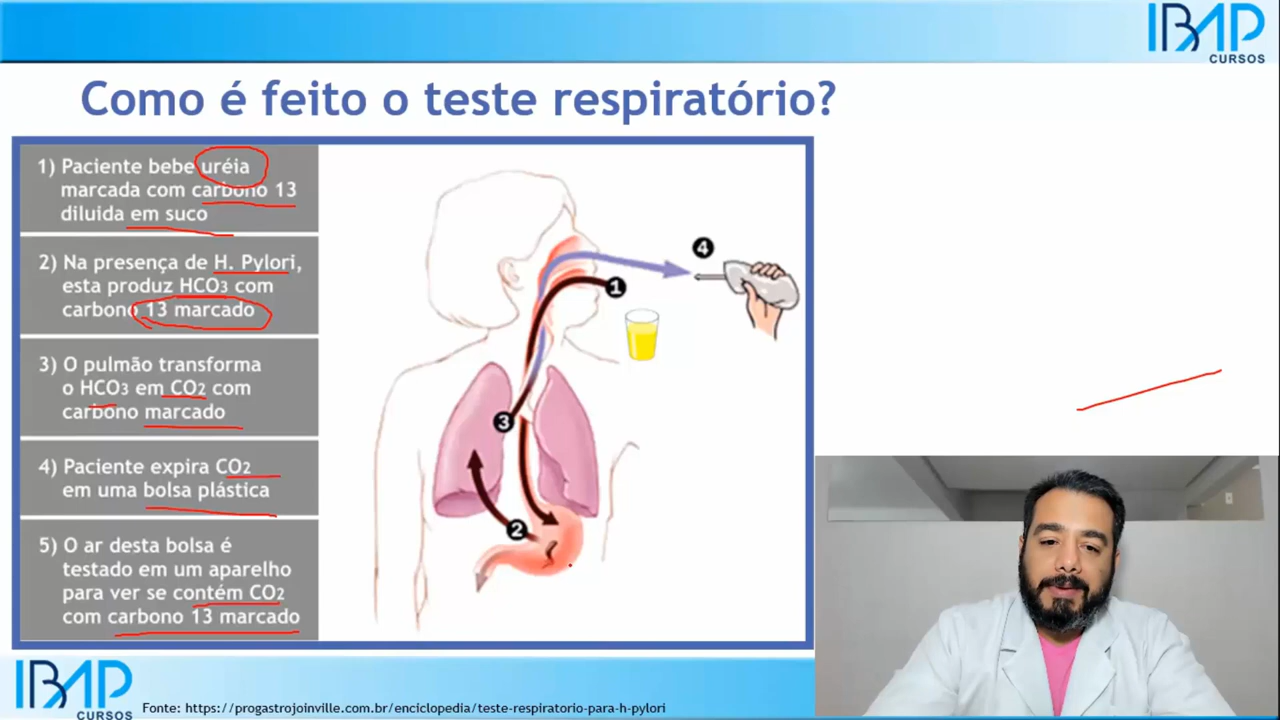 IBAP
CURSOS
Como é feito o teste respiratório?
1) Paciente bebe uréia
marcada com carbono 13
diluida em suco
2) Na presença de H. Pylori,
esta produz HCO3 com
carbono 13 marcado
3) O pulmão transforma
o HCO3 em CO2 com
carbono marcado
4) Paciente expira CO2
em uma bolsa plástica
5) O ar desta bolsa é
testado em um aparelho
para ver se contém CO2
com carbono 13 marcado
4
1
3
2
IBAP
CURSOS
Fonte: https://progastrojoinville.com.br/enciclopedia/teste-respiratorio-para-h-pylori